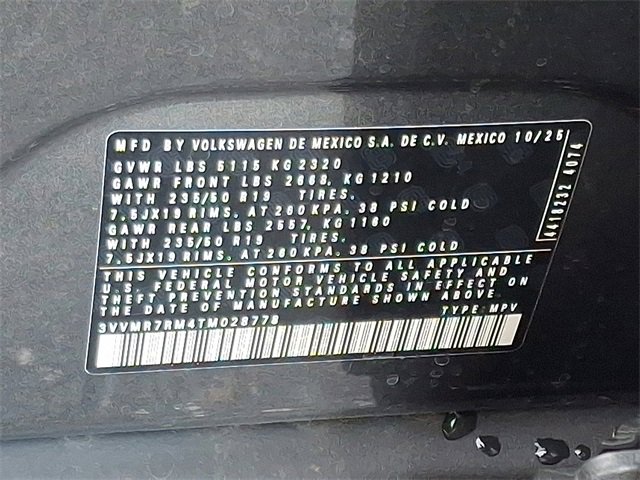 MFD BY VOLKSWAGEN DE MEXICO S.A. DE C.V. MEXICO 10/25
GVWR LBS 5115 KG 2320
GAWR FRONT LBS 2668, KG 1210
WITH 235/50 R19 TIRES,
7.5JX19 RIMS, AT 260 KPA, 38 PSI COLD
GAWR REAR LBS 2557, KG 1160
WITH 235/50 R19 TIRES,
7.5JX19 RIMS, AT 260 KPA, 38 PSI COLD
THIS VEHICLE CONFORMS TO ALL APPLICABLE
U.S. FEDERAL MOTOR VEHICLE SAFETY AND
THEFT PREVENTION STANDARDS IN EFFECT ON
THE DATE OF MANUFACTURE SHOWN ABOVE.
3VVMR7RM4TM028778 TYPE: MPV
4418232 4074